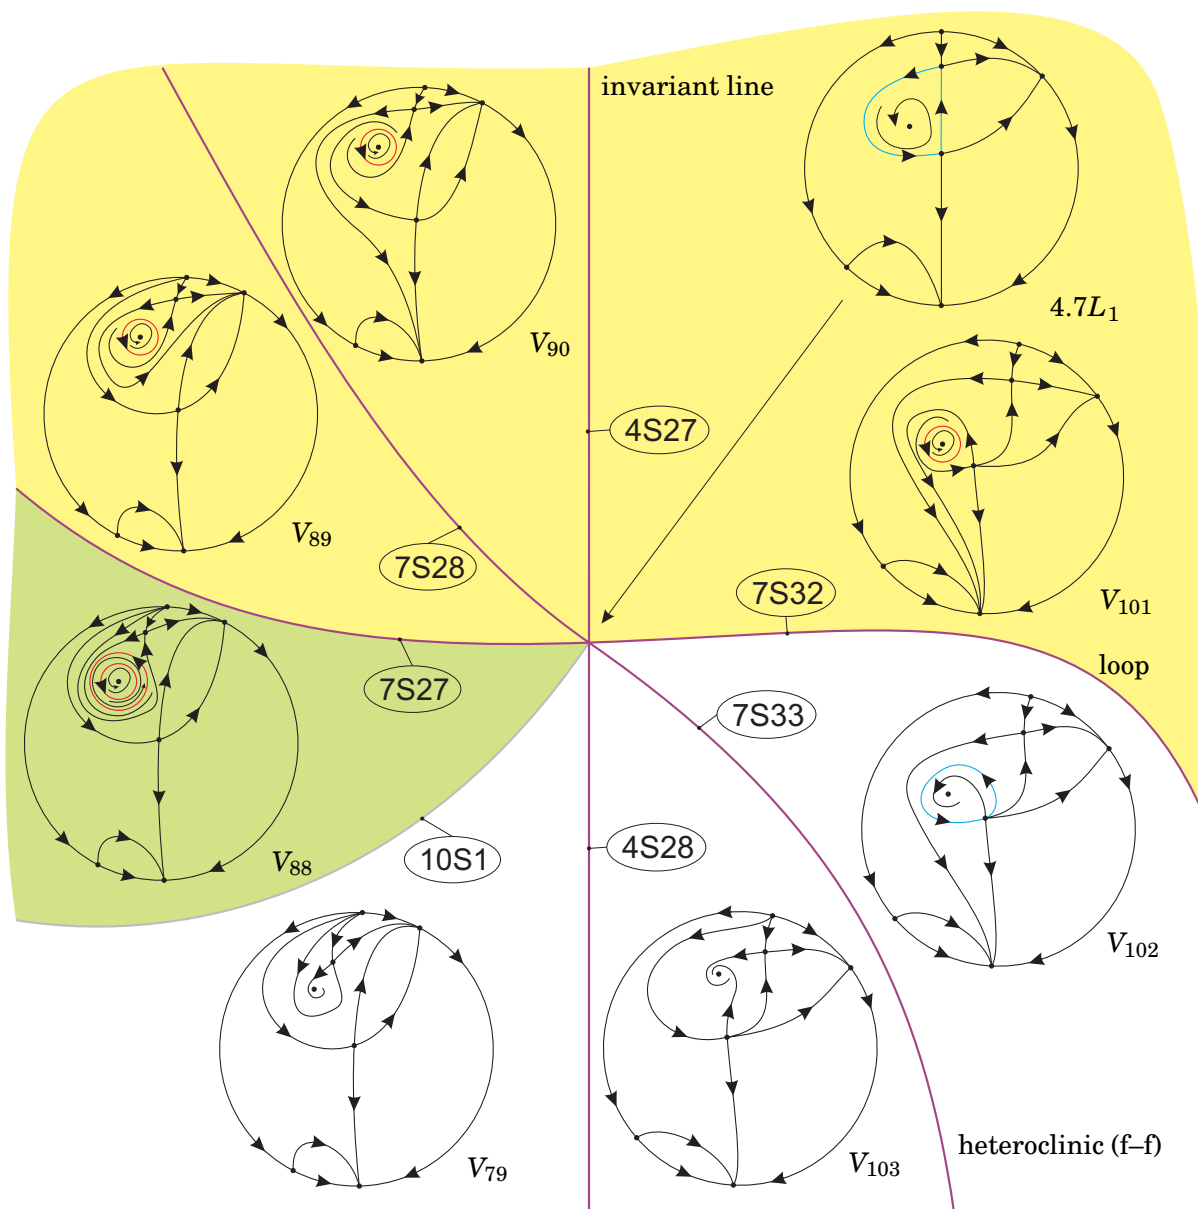 invariant line
4.7L₁
V₉₀
4S27
V₈₉
7S28
7S32
V₁₀₁
loop
7S27
7S33
V₈₈
10S1
4S28
V₁₀₂
V₇₉
V₁₀₃
heteroclinic (f–f)